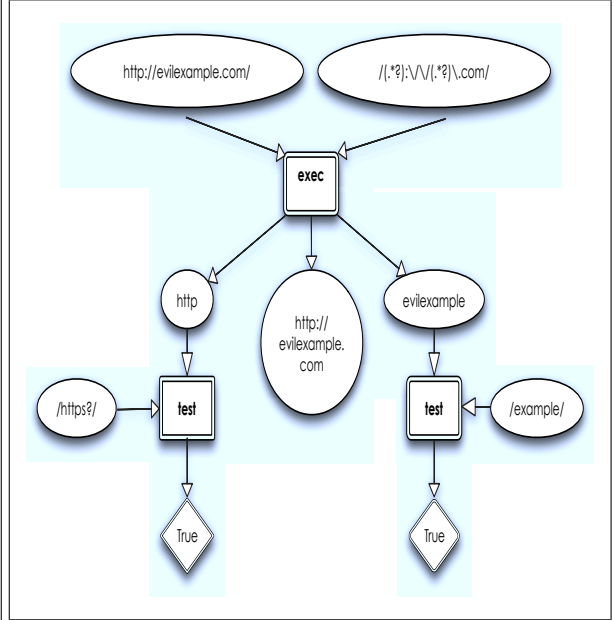 http://evilexample.com/
/(.*?):\/\/(.*?)\.com/
exec
http
http://
evilexample.
com
evilexample
/https?/
test
test
/example/
True
True